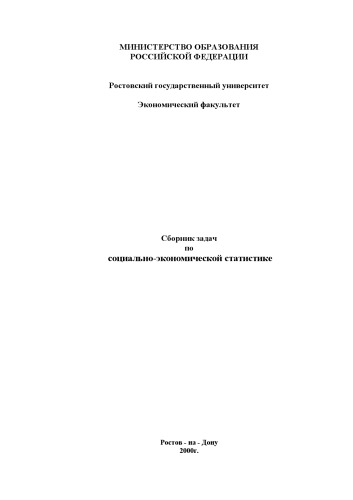 МИНИСТЕРСТВО ОБРАЗОВАНИЯ
РОССИЙСКОЙ ФЕДЕРАЦИИ
Ростовский государственный университет
Экономический факультет
Сборник задач
по
социально-экономической статистике
Ростов - на - Дону
2000г.